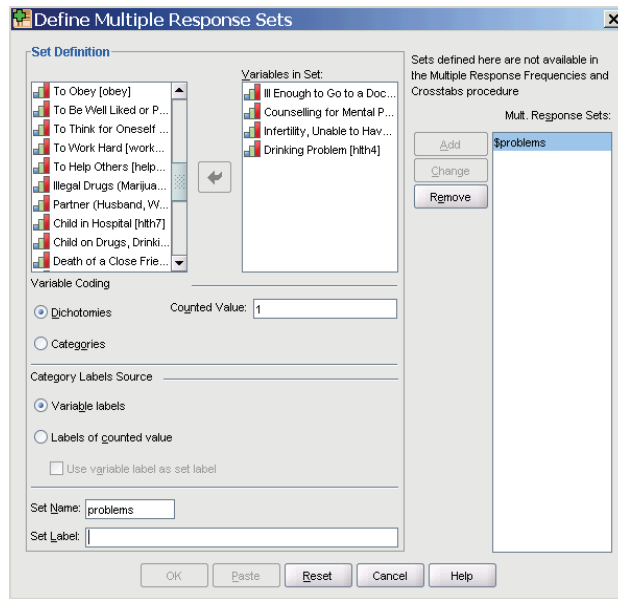 Define Multiple Response Sets
Set Definition
To Obey [obey]
To Be Well Liked or P...
To Think for Oneself ...
To Work Hard [work...
To Help Others [help...
Illegal Drugs (Marijua...
Partner (Husband, W...
Child in Hospital [hlth7]
Child on Drugs, Drinki...
Death of a Close Frie...
Variables in Set:
Ill Enough to Go to a Doc...
Counselling for Mental P...
Infertility, Unable to Hav...
Drinking Problem [hlth4]
Variable Coding
Dichotomies
Counted Value: 1
Categories
Category Labels Source
Variable labels
Labels of counted value
Use variable label as set label
Set Name: problems
Set Label:
Sets defined here are not available in
the Multiple Response Frequencies and
Crosstabs procedure
Mult. Response Sets:
Add
Change
Remove
$problems
OK
Paste
Reset
Cancel
Help